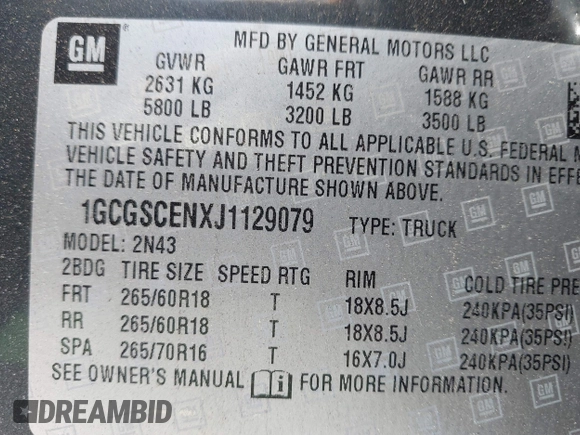 GM
MFD BY GENERAL MOTORS LLC
GVWR GAWR FRT GAWR RR
2631 KG 1452 KG 1588 KG
5800 LB 3200 LB 3500 LB
THIS VEHICLE CONFORMS TO ALL APPLICABLE U.S. FEDERAL M
VEHICLE SAFETY AND THEFT PREVENTION STANDARDS IN EFFE
THE DATE OF MANUFACTURE SHOWN ABOVE.
1GCGSCENXJ1129079 TYPE: TRUCK
MODEL: 2N43
2BDG TIRE SIZE SPEED RTG RIM COLD TIRE PRE
FRT 265/60R18 T 18X8.5J 240KPA(35PSI)
RR 265/60R18 T 18X8.5J 240KPA(35PSI)
SPA 265/70R16 T 16X7.0J 240KPA(35PSI)
SEE OWNER'S MANUAL FOR MORE INFORMATION.
DREAMBID